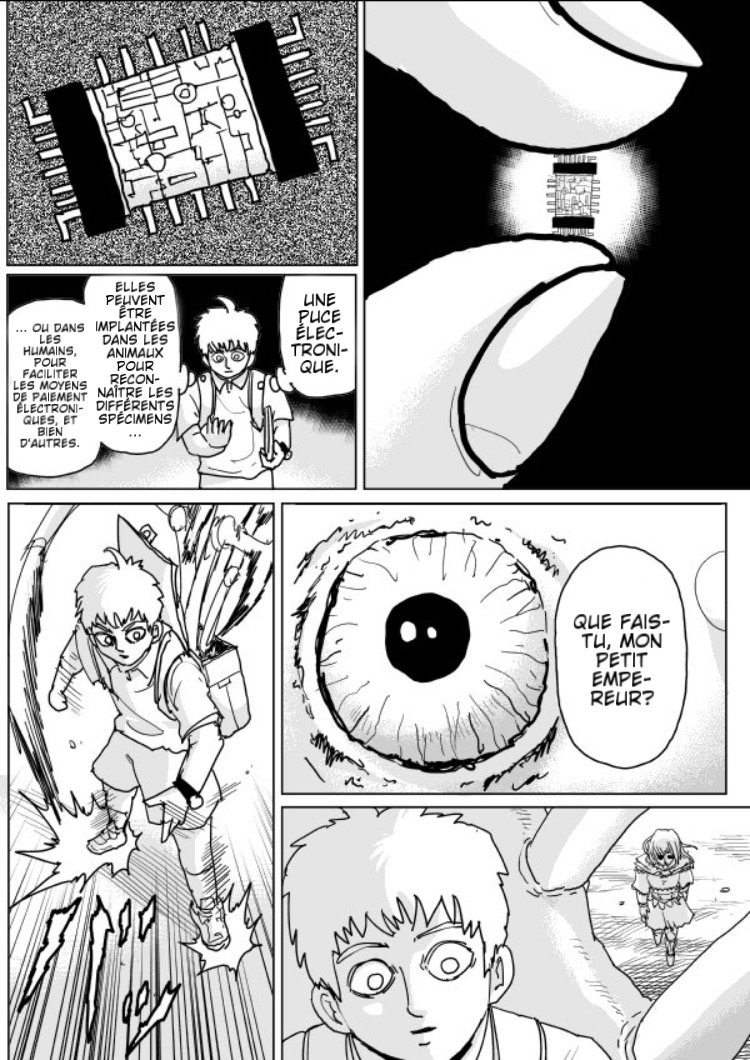 UNE
PUCE
ÉLEC-
TRONI-
QUE.
ELLES
PEUVENT
ÊTRE
IMPLANTÉES
DANS LES
ANIMAUX
POUR
RECON-
NAÎTRE LES
DIFFÉRENTS
SPÉCIMENS
...
... OU DANS
LES
HUMAINS,
POUR
FACILITER
LES MOYENS
DE PAIEMENT
ÉLECTRONI-
QUES, ET
BIEN
D'AUTRES.
QUE FAIS-
TU, MON
PETIT
EMPE-
REUR?